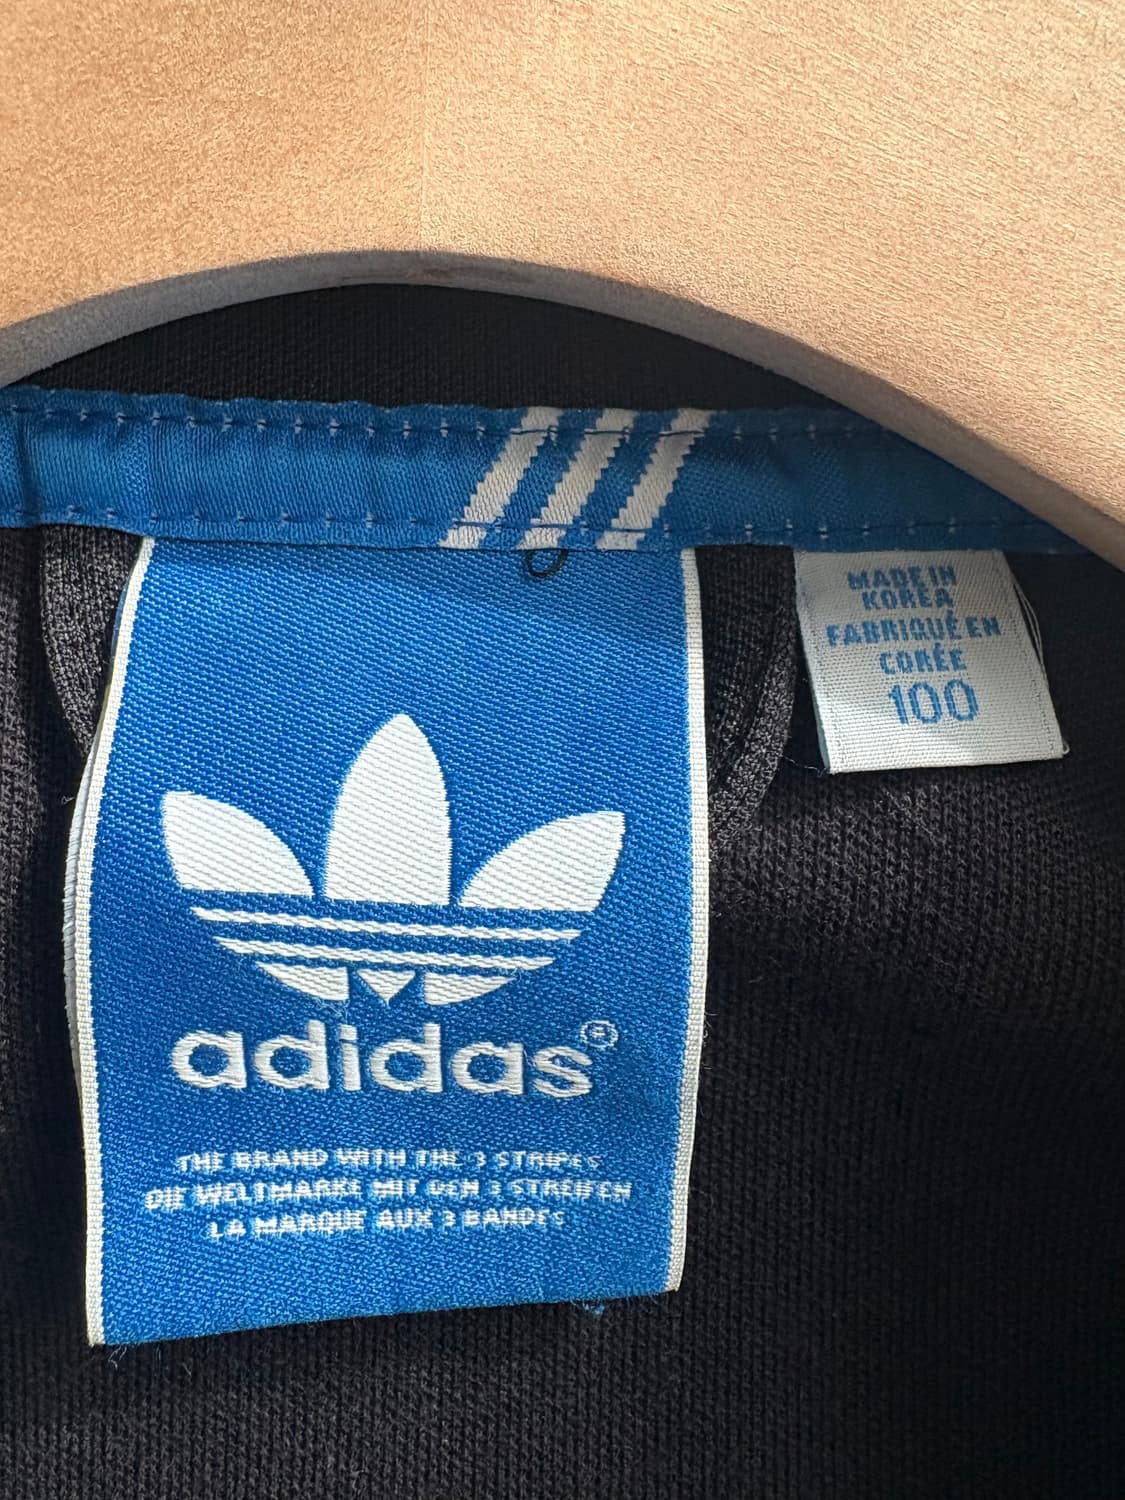 MADE IN
KOREA
FABRIQUÉ EN
CORÉE
100
adidas®
THE BRAND WITH THE 3 STRIPES
DIE WELTMARKE MIT DEN 3 STREIFEN
LA MARQUE AUX 3 BANDES